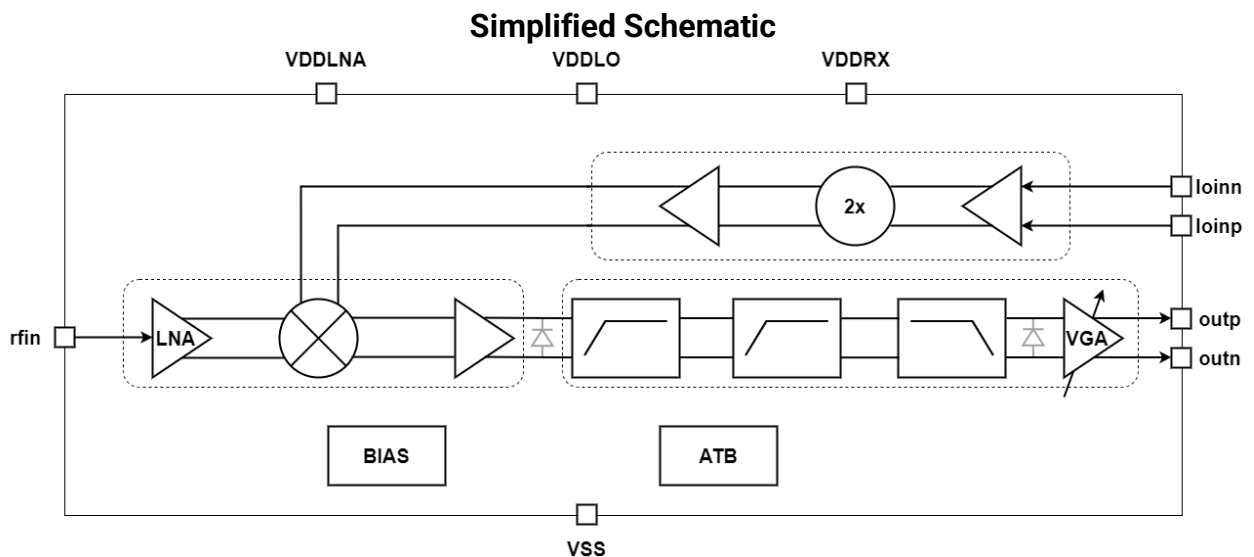 Simplified Schematic
VDDLNA
VDDLO
VDDRX
2x
loinn
loinp
rfin
LNA
VGA
outp
outn
BIAS
ATB
VSS